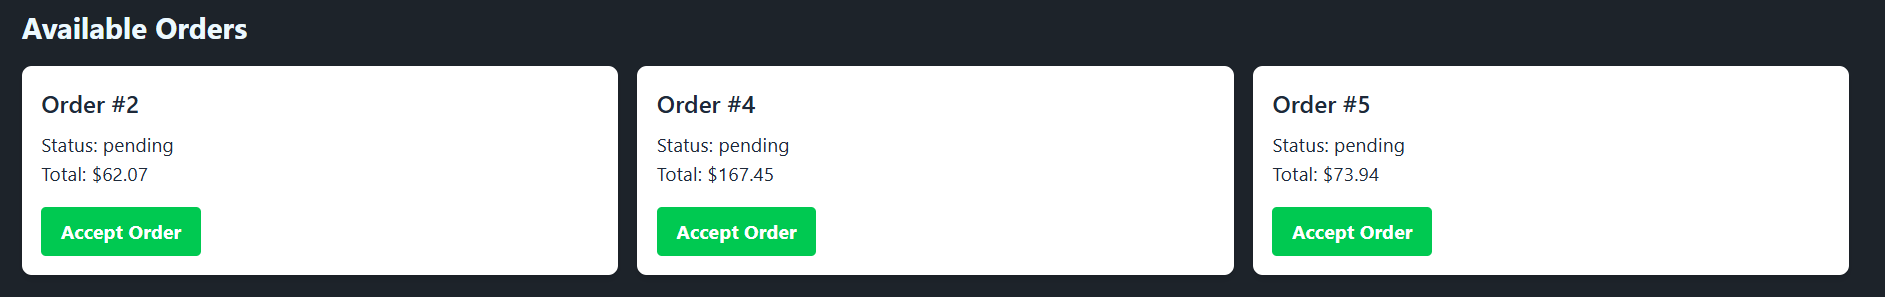 Available Orders
Order #2
Status: pending
Total: $62.07
Accept Order
Order #4
Status: pending
Total: $167.45
Accept Order
Order #5
Status: pending
Total: $73.94
Accept Order